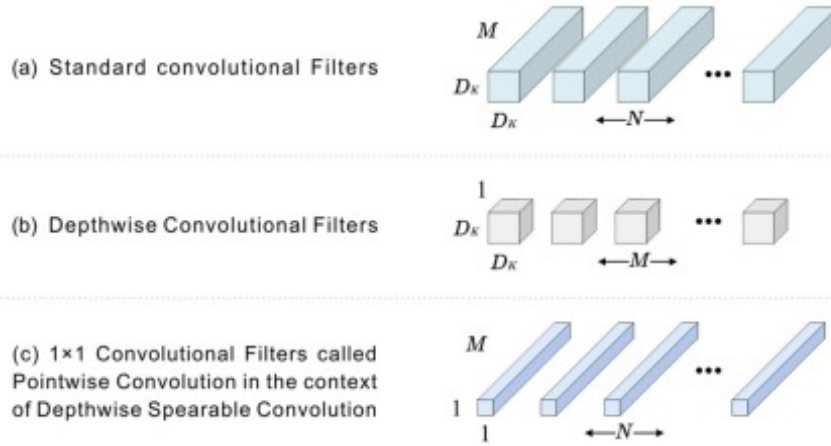 M
(a) Standard convolutional Filters
Dₖ
•••
Dₖ
N
1
(b) Depthwise Convolutional Filters
Dₖ
•••
Dₖ
M
(c) 1×1 Convolutional Filters called
M
Pointwise Convolution in the context
•••
of Depthwise Spearable Convolution
1
1
N